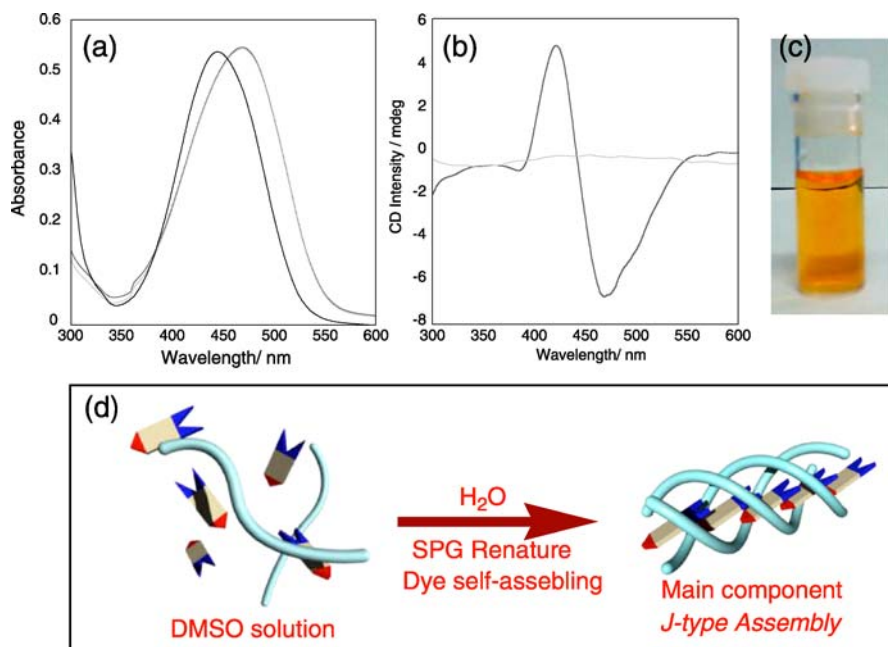 (a)
0.6
0.5
0.4
0.3
0.2
0.1
0
Absorbance
300 350 400 450 500 550 600
Wavelength/ nm
(b)
6
4
2
0
-2
-4
-6
-8
CD Intensity / mdeg
300 350 400 450 500 550 600
Wavelength/ nm
(c)
(d)
H₂O
SPG Renature
Dye self-assebling
DMSO solution
Main component
J-type Assembly